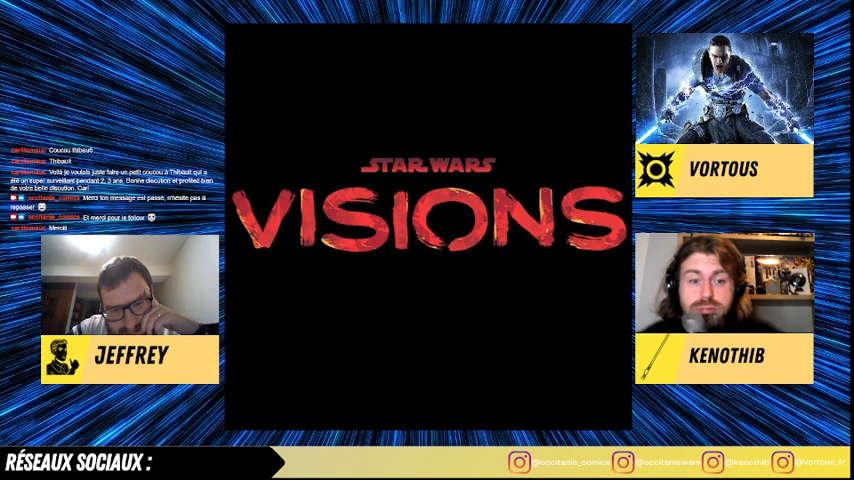 carlitomaus: Coucou thibeu6
carlitomaus: Thibault
carlitomaus: Voilà je voulais juste faire un petit coucou à Thibault qui a
été un super surveillant pendant 2, 3 ans. Bonne discution et profitez bien
de votre belle discution. Carl
occitanie_comics: Merci ton message est passé, n'hésite pas à
repasser
occitanie_comics: Et merci pour le follow
carlitomaus: Merciii
STAR WARS
VISIONS
VORTOUS
JEFFREY
KENOTHIB
RÉSEAUX SOCIAUX :
@occitanie_comics @occitaniewars @kenothib @vortous_fr